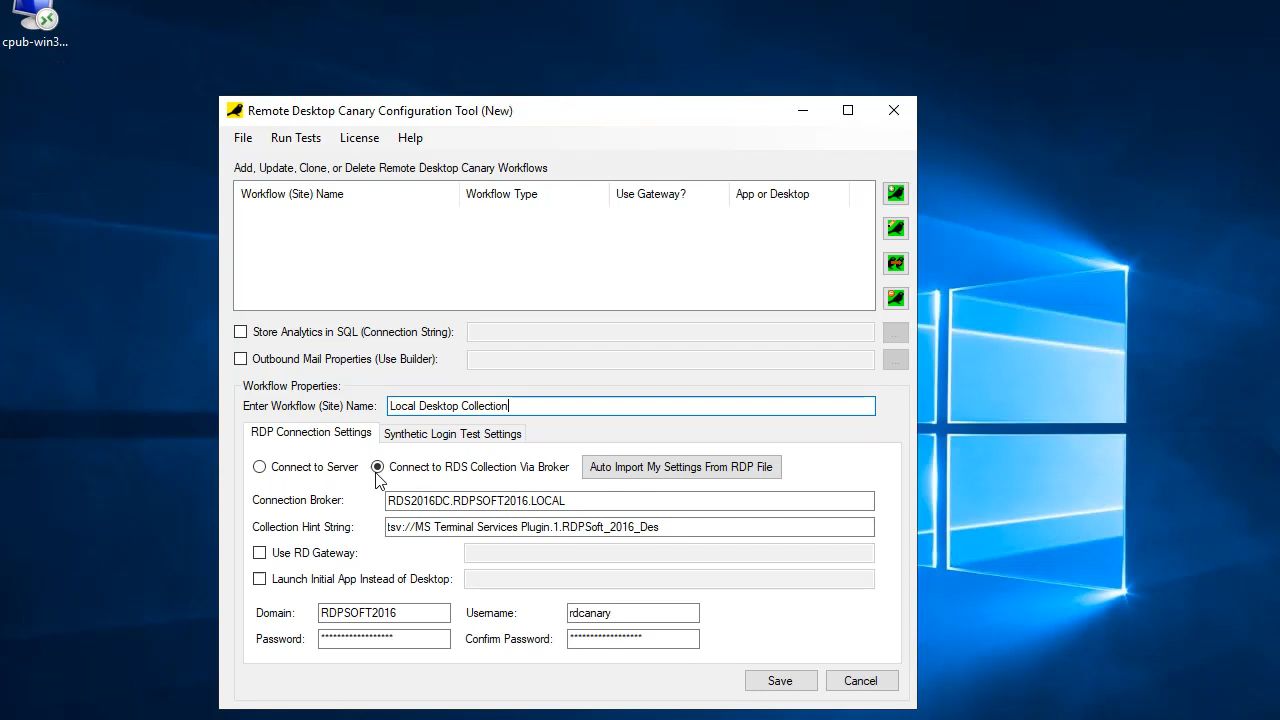 cpub-win3...
Remote Desktop Canary Configuration Tool (New)
File Run Tests License Help
Add, Update, Clone, or Delete Remote Desktop Canary Workflows
Workflow (Site) Name Workflow Type Use Gateway? App or Desktop
Store Analytics in SQL (Connection String): ...
Outbound Mail Properties (Use Builder): ...
Workflow Properties:
Enter Workflow (Site) Name: Local Desktop Collection
RDP Connection Settings Synthetic Login Test Settings
Connect to Server Connect to RDS Collection Via Broker Auto Import My Settings From RDP File
Connection Broker: RDS2016DC.RDPSOFT2016.LOCAL
Collection Hint String: tsv://MS Terminal Services Plugin.1.RDPSoft_2016_Des
Use RD Gateway:
Launch Initial App Instead of Desktop:
Domain: RDPSOFT2016 Username: rdcanary
Password: ****************** Confirm Password: ******************
Save Cancel